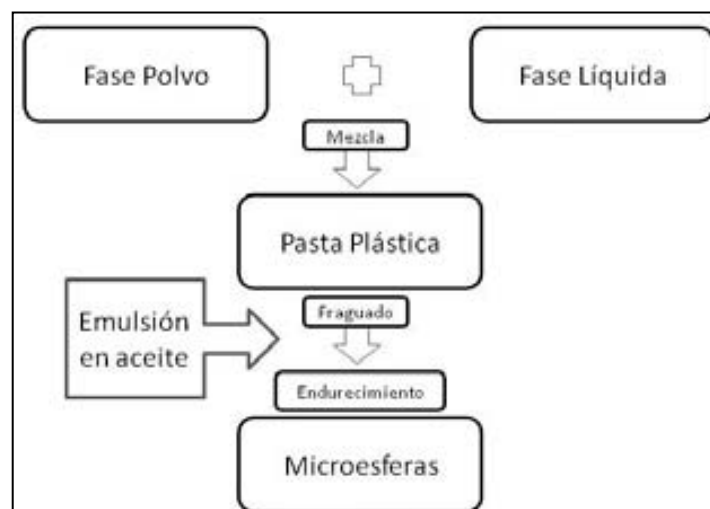 Fase Polvo
Fase Líquida
Mezcla
Pasta Plástica
Fraguado
Emulsión
en aceite
Endurecimiento
Microesferas